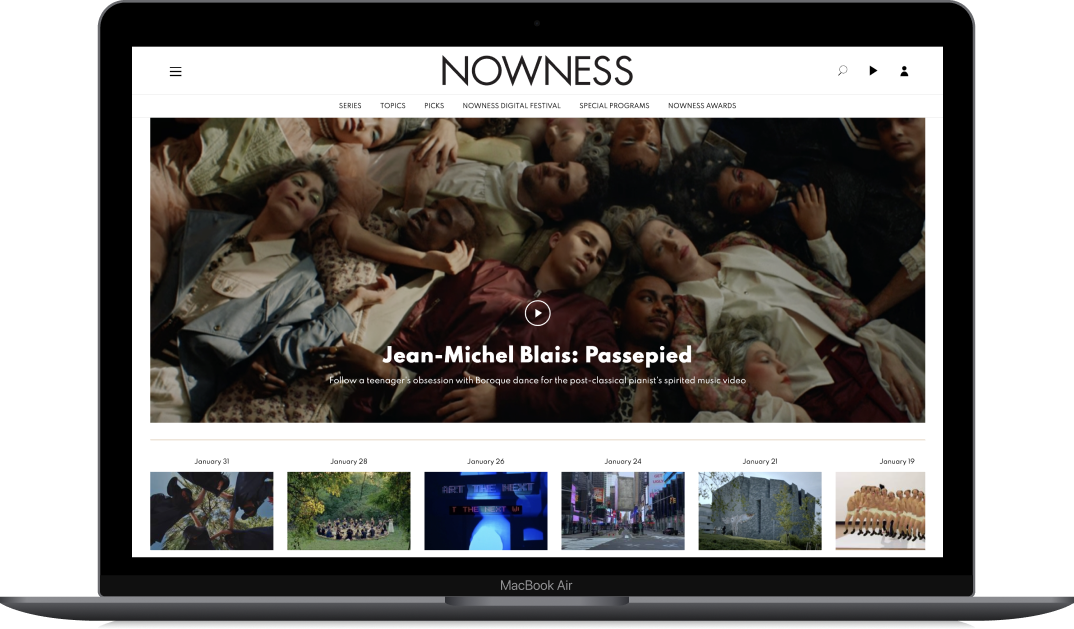 NOWNESS
SERIES TOPICS PICKS NOWNESS DIGITAL FESTIVAL SPECIAL PROGRAMS NOWNESS AWARDS
Jean-Michel Blais: Passepied
Follow a teenager's obsession with Baroque dance for the post-classical pianist's spirited music video
January 31 January 28 January 26 January 24 January 21 January 19
ART THE NEXT
T THE NEXT W
MacBook Air